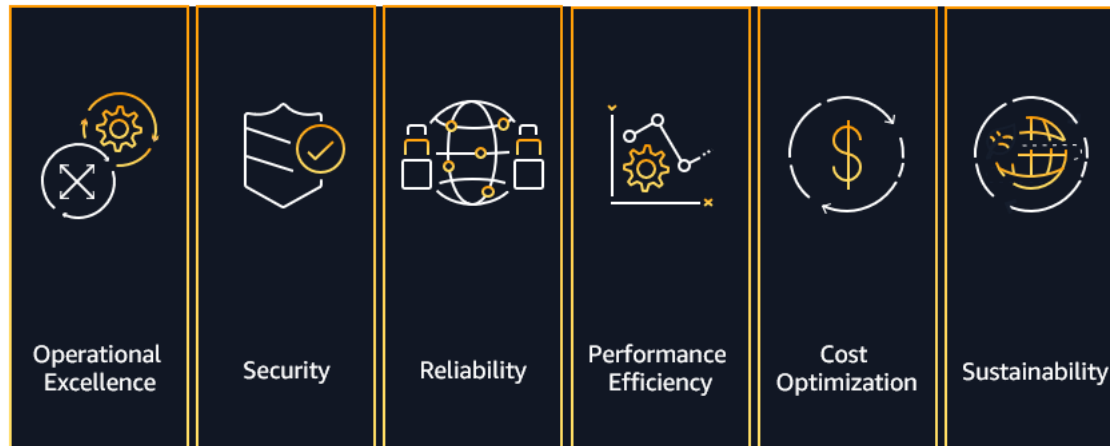 Operational
Excellence
Security
Reliability
Performance
Efficiency
Cost
Optimization
Sustainability